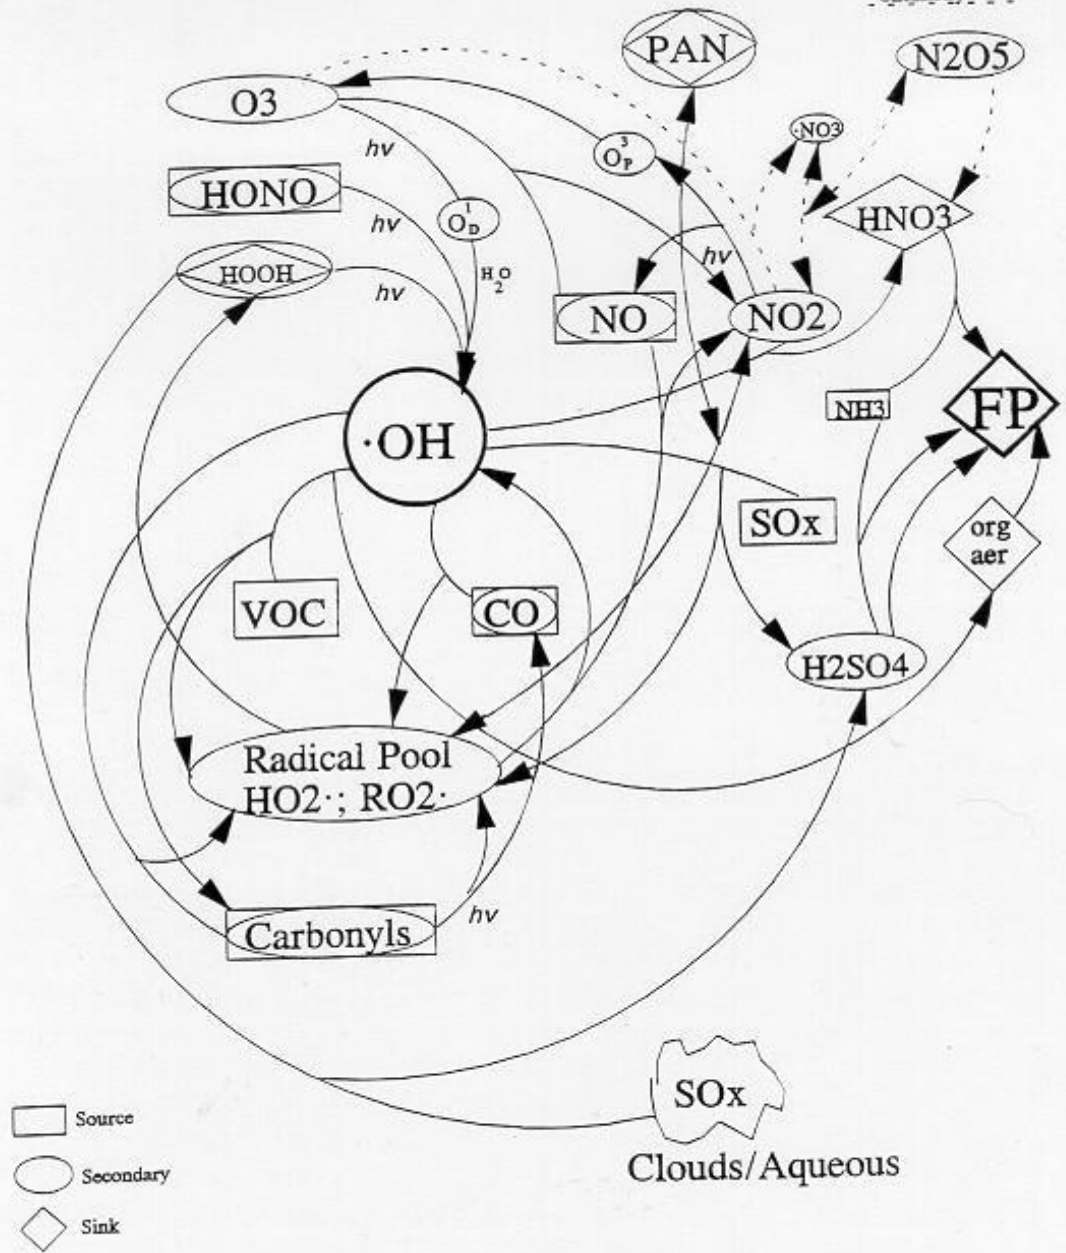 PAN
N2O5
O3
·NO3
hv
O3P
HONO
O1D
HNO3
hv
HOOH
H2O
hv
hv
NO
NO2
NH3
FP
·OH
SOx
org
aer
VOC
CO
H2SO4
Radical Pool
HO2·; RO2·
hv
Carbonyls
SOx
Clouds/Aqueous
Source
Secondary
Sink